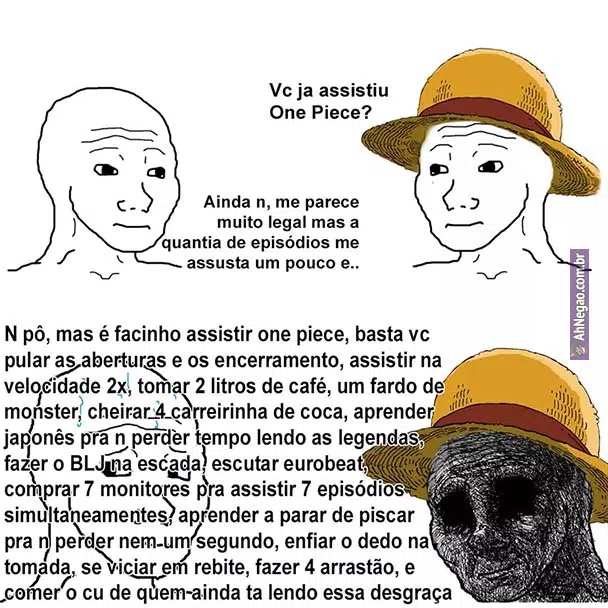 Vc ja assistiu
One Piece?
Ainda n, me parece
muito legal mas a
quantia de episódios me
assusta um pouco e..
AhNegao.com.br
N pô, mas é facinho assistir one piece, basta vc
pular as aberturas e os encerramento, assistir na
velocidade 2x, tomar 2 litros de café, um fardo de
monster, cheirar 4 carreirinha de coca, aprender
japonês pra n perder tempo lendo as legendas,
fazer o BLJ na escada, escutar eurobeat,
comprar 7 monitores pra assistir 7 episódios
simultaneamentes, aprender a parar de piscar
pra n perder nem um segundo, enfiar o dedo na
tomada, se viciar em rebite, fazer 4 arrastão, e
comer o cu de quem ainda ta lendo essa desgraça